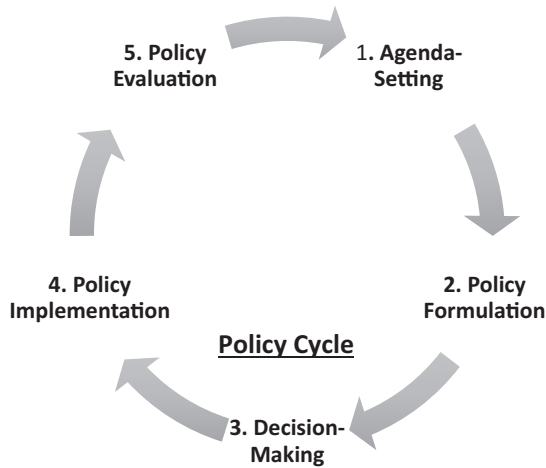 1. Agenda-
Setting
2. Policy
Formulation
3. Decision-
Making
4. Policy
Implementation
5. Policy
Evaluation
Policy Cycle